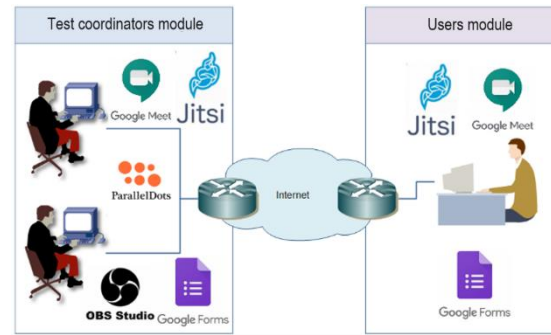 Test coordinators module
Users module
Google Meet
Jitsi
Jitsi
Google Meet
ParallelDots
Internet
OBS Studio
Google Forms
Google Forms